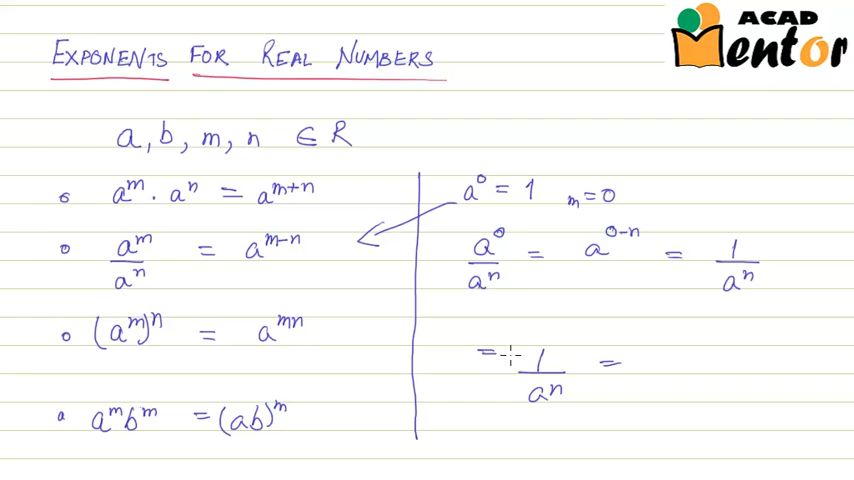 ACAD
mentor
EXPONENTS FOR REAL NUMBERS
a, b, m, n ∈ R
a^m · a^n = a^{m+n}
a^m / a^n = a^{m-n}
(a^m)^n = a^{mn}
a^m b^m = (ab)^m
a^0 = 1 m = 0
a^0 / a^n = a^{0-n} = 1 / a^n
= 1 / a^n =